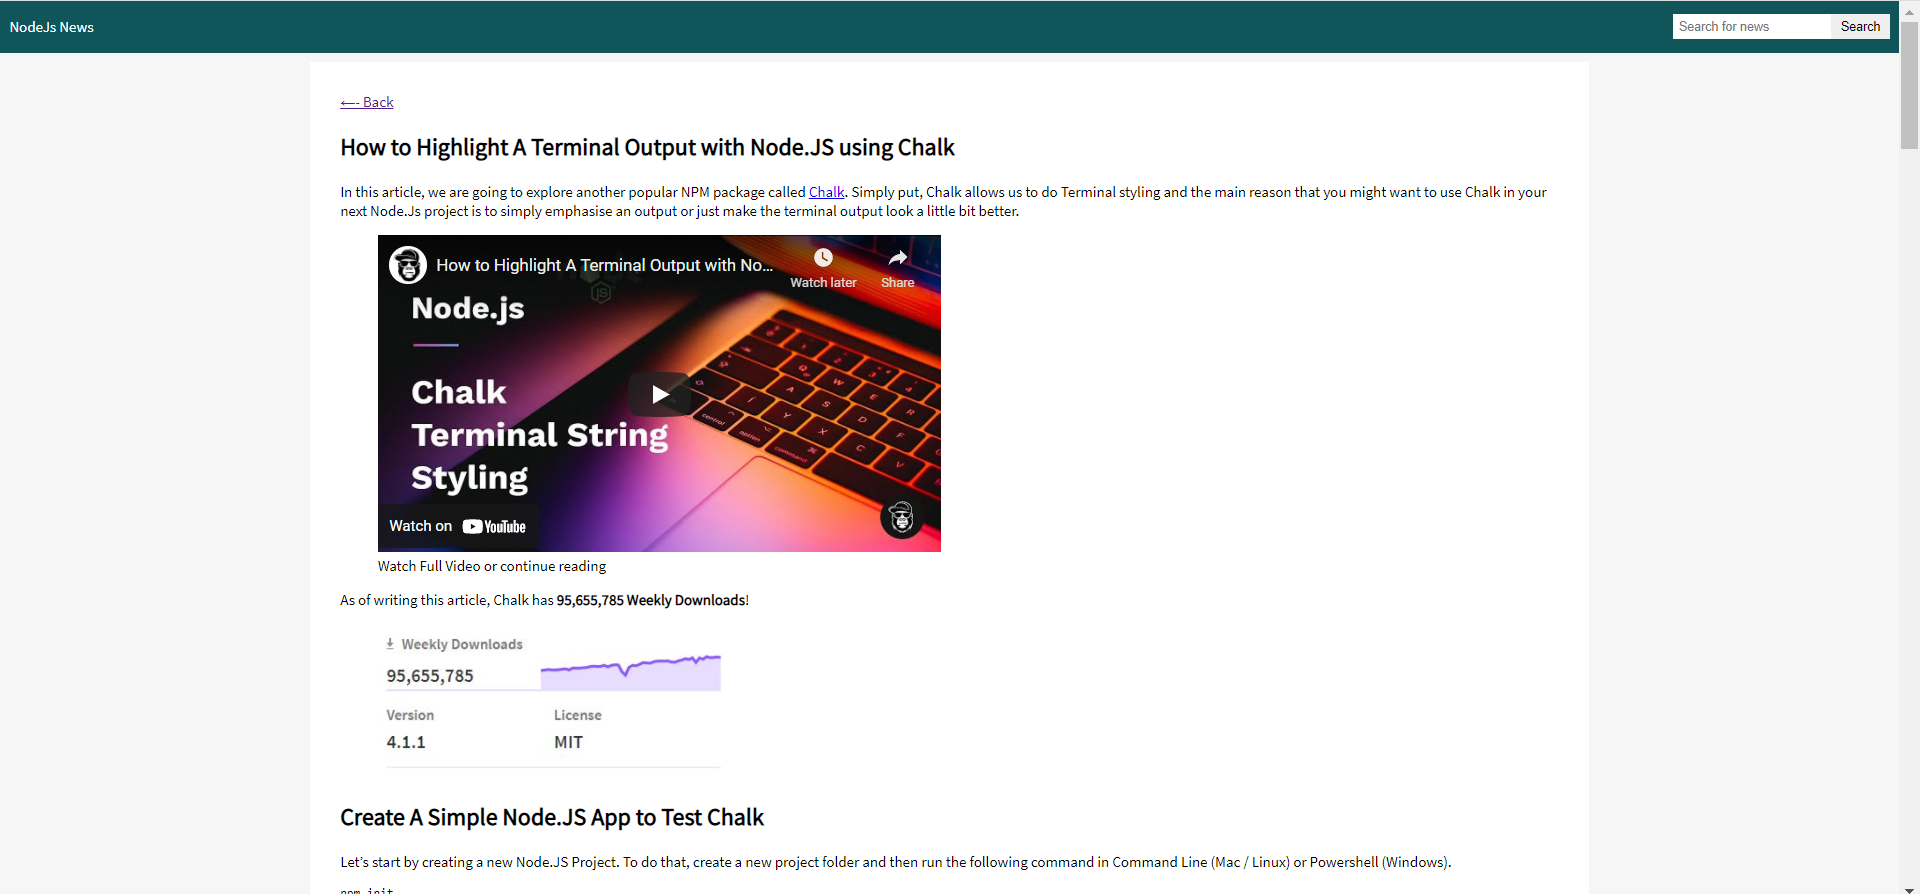 NodeJs News
Search for news
Search
<-- Back
How to Highlight A Terminal Output with Node.JS using Chalk
In this article, we are going to explore another popular NPM package called Chalk. Simply put, Chalk allows us to do Terminal styling and the main reason that you might want to use Chalk in your
next Node.Js project is to simply emphasise an output or just make the terminal output look a little bit better.
How to Highlight A Terminal Output with No...
Watch later
Share
Node.js
Chalk
Terminal String
Styling
Watch on YouTube
Watch Full Video or continue reading
As of writing this article, Chalk has 95,655,785 Weekly Downloads!
Weekly Downloads
95,655,785
Version
License
4.1.1
MIT
Create A Simple Node.JS App to Test Chalk
Let’s start by creating a new Node.JS Project. To do that, create a new project folder and then run the following command in Command Line (Mac / Linux) or Powershell (Windows).
npm init